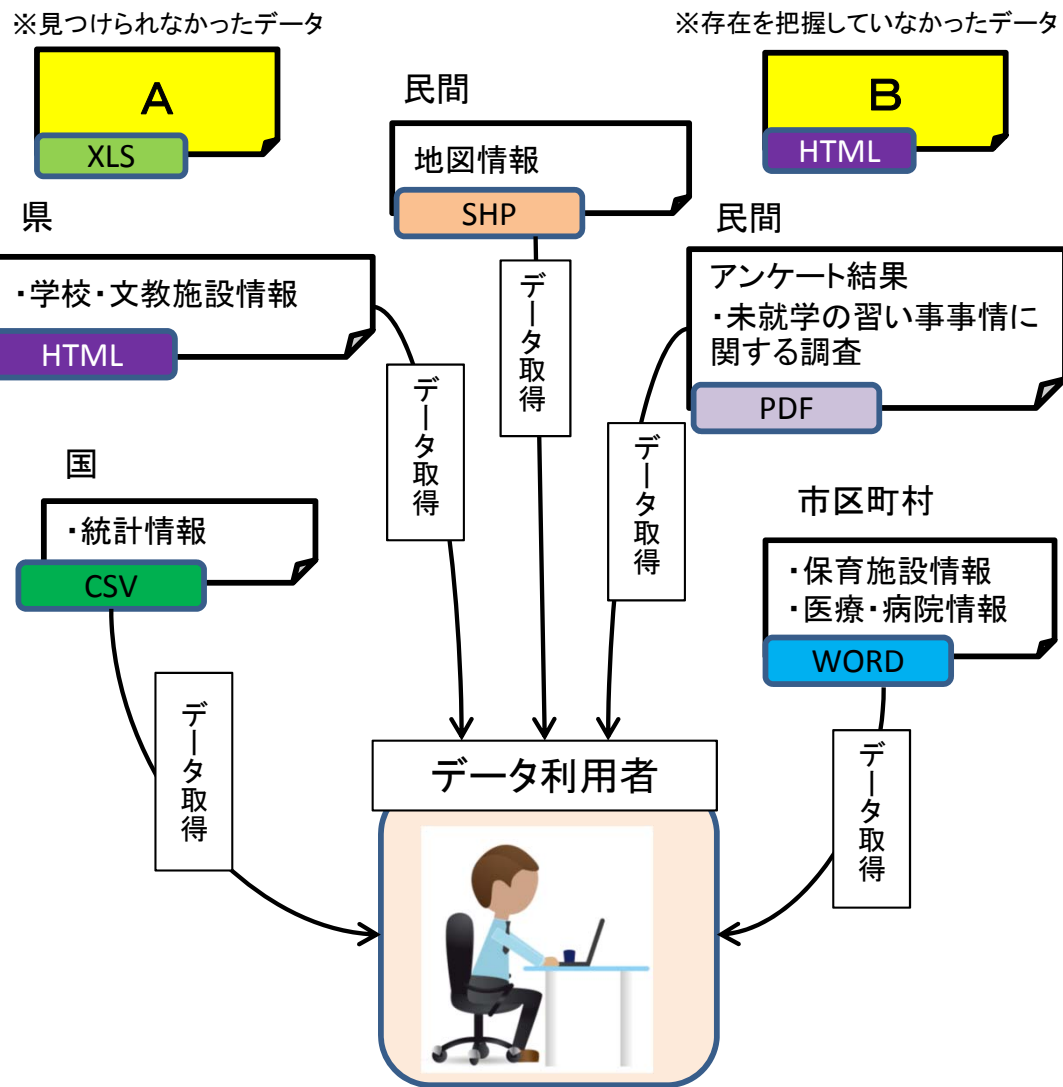 ※見つけられなかったデータ
A
XLS
※存在を把握していなかったデータ
B
HTML
民間
地図情報
SHP
データ取得
県
・学校・文教施設情報
HTML
データ取得
民間
アンケート結果
・未就学の習い事事情に
関する調査
PDF
データ取得
国
・統計情報
CSV
データ取得
市区町村
・保育施設情報
・医療・病院情報
WORD
データ取得
データ利用者